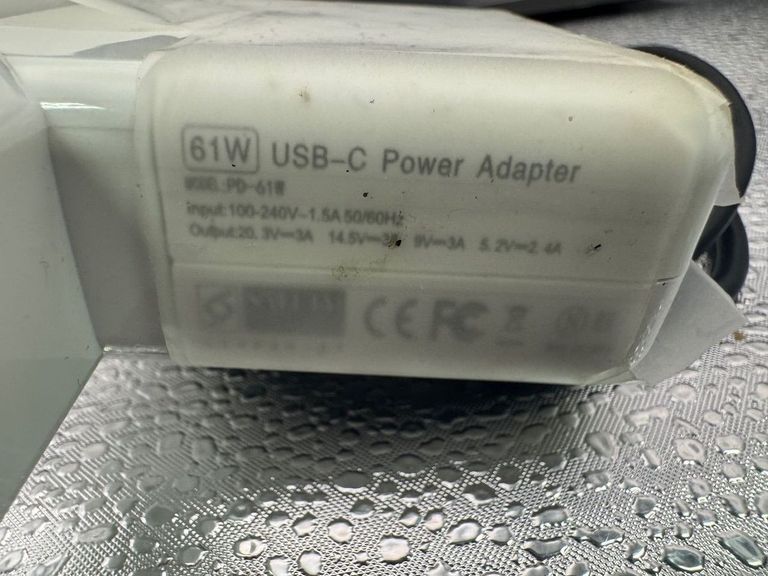 61W USB-C Power Adapter
MODEL:PD-61W
Input:100-240V~1.5A 50/60Hz
Output:20.3V⎓3A 14.5V⎓3A 9V⎓3A 5.2V⎓2.4A
CE FC